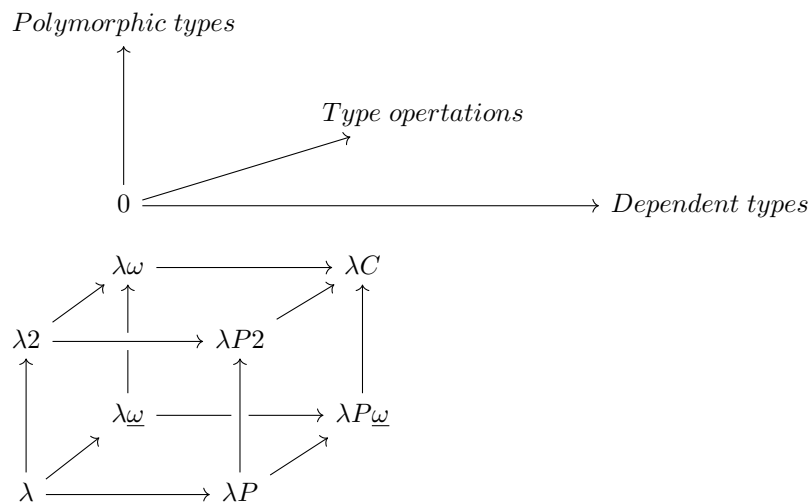 Polymorphic types
Type opertations
0
Dependent types
λω
λC
λ2
λP2
λω̲
λPω̲
λ
λP